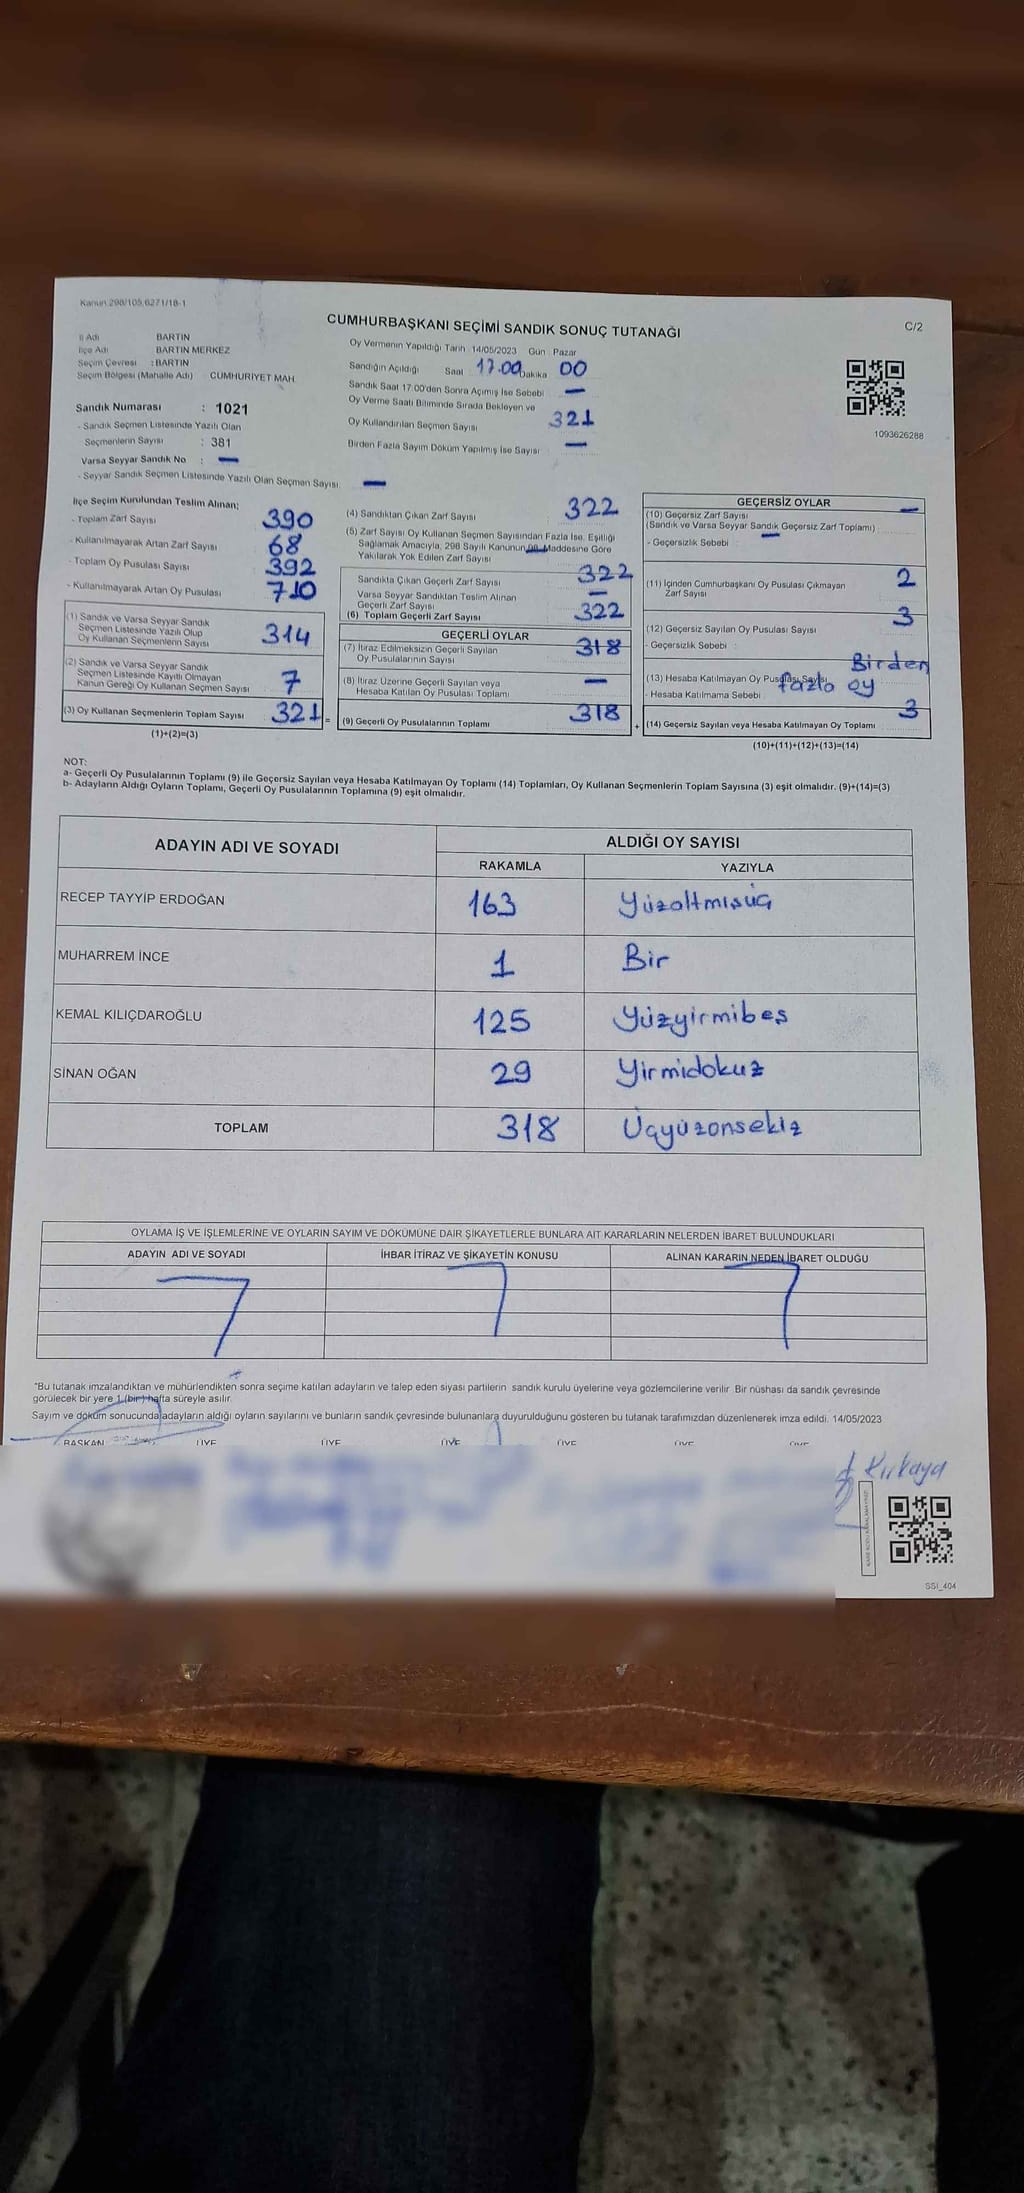 Kanun 298/105,6271/18-1
CUMHURBAŞKANI SEÇİMİ SANDIK SONUÇ TUTANAĞI
C/2
İl Adı BARTIN
İlçe Adı BARTIN MERKEZ
Seçim Çevresi : BARTIN
Seçim Bölgesi (Mahalle Adı) CUMHURİYET MAH.
Sandık Numarası : 1021
- Sandık Seçmen Listesinde Yazılı Olan
Seçmenlerin Sayısı : 381
Varsa Seyyar Sandık No : —
- Seyyar Sandık Seçmen Listesinde Yazılı Olan Seçmen Sayısı. —
Oy Vermenin Yapıldığı Tarih 14/05/2023 Gün Pazar
Sandığın Açıldığı Saat 17.00 Dakika 00
Sandık Saat 17:00'den Sonra Açımış İse Sebebi —
Oy Verme Saati Bitiminde Sırada Bekleyen ve
Oy Kullandırılan Seçmen Sayısı 321
Birden Fazla Sayım Döküm Yapılmış İse Sayısı —
1093626288
İlçe Seçim Kurulundan Teslim Alınan;
- Toplam Zarf Sayısı 390
- Kullanılmayarak Artan Zarf Sayısı 68
- Toplam Oy Pusulası Sayısı 392
- Kullanılmayarak Artan Oy Pusulası 710
(1) Sandık ve Varsa Seyyar Sandık
Seçmen Listesinde Yazılı Olup
Oy Kullanan Seçmenlerin Sayısı 314
(2) Sandık ve Varsa Seyyar Sandık
Seçmen Listesinde Kayıtlı Olmayan
Kanun Gereği Oy Kullanan Seçmen Sayısı 7
(3) Oy Kullanan Seçmenlerin Toplam Sayısı 321 =
(1)+(2)=(3)
(4) Sandıktan Çıkan Zarf Sayısı 322
(5) Zarf Sayısı Oy Kullanan Seçmen Sayısından Fazla İse, Eşitliği
Sağlamak Amacıyla, 298 Sayılı Kanunun 98. Maddesine Göre
Yakılarak Yok Edilen Zarf Sayısı —
Sandıkta Çıkan Geçerli Zarf Sayısı 322
Varsa Seyyar Sandıktan Teslim Alınan
Geçerli Zarf Sayısı —
(6) Toplam Geçerli Zarf Sayısı 322
GEÇERLİ OYLAR
(7) İtiraz Edilmeksizin Geçerli Sayılan
Oy Pusulalarının Sayısı 318
(8) İtiraz Üzerine Geçerli Sayılan veya
Hesaba Katılan Oy Pusulası Toplamı —
(9) Geçerli Oy Pusulalarının Toplamı 318 +
GEÇERSİZ OYLAR
(10) Geçersiz Zarf Sayısı —
(Sandık ve Varsa Seyyar Sandık Geçersiz Zarf Toplamı)
- Geçersizlik Sebebi : —
(11) İçinden Cumhurbaşkanı Oy Pusulası Çıkmayan
Zarf Sayısı 2
(12) Geçersiz Sayılan Oy Pusulası Sayısı 3
- Geçersizlik Sebebi : Birden
fazla oy
(13) Hesaba Katılmayan Oy Pusulası Sayısı
- Hesaba Katılmama Sebebi
(14) Geçersiz Sayılan veya Hesaba Katılmayan Oy Toplamı 3
(10)+(11)+(12)+(13)=(14)
NOT:
a- Geçerli Oy Pusulalarının Toplamı (9) ile Geçersiz Sayılan veya Hesaba Katılmayan Oy Toplamı (14) Toplamları, Oy Kullanan Seçmenlerin Toplam Sayısına (3) eşit olmalıdır. (9)+(14)=(3)
b- Adayların Aldığı Oyların Toplamı, Geçerli Oy Pusulalarının Toplamına (9) eşit olmalıdır.
ADAYIN ADI VE SOYADI ALDIĞI OY SAYISI
RAKAMLA YAZIYLA
RECEP TAYYİP ERDOĞAN 163 Yüzaltmışüç
MUHARREM İNCE 1 Bir
KEMAL KILIÇDAROĞLU 125 Yüzyirmibeş
SİNAN OĞAN 29 Yirmidokuz
TOPLAM 318 Üçyüzonsekiz
OYLAMA İŞ VE İŞLEMLERİNE VE OYLARIN SAYIM VE DÖKÜMÜNE DAİR ŞİKAYETLERLE BUNLARA AİT KARARLARIN NELERDEN İBARET BULUNDUKLARI
ADAYIN ADI VE SOYADI İHBAR İTİRAZ VE ŞİKAYETİN KONUSU ALINAN KARARIN NEDEN İBARET OLDUĞU
*Bu tutanak imzalandıktan ve mühürlendikten sonra seçime katılan adayların ve talep eden siyasi partilerin sandık kurulu üyelerine veya gözlemcilerine verilir. Bir nüshası da sandık çevresinde
görülecek bir yere 1 (bir) hafta süreyle asılır.
Sayım ve döküm sonucunda adayların aldığı oyların sayılarını ve bunların sandık çevresinde bulunanlara duyurulduğunu gösteren bu tutanak tarafımızdan düzenlenerek imza edildi. 14/05/2023
BAŞKAN ÜYE ÜYE ÜYE ÜYE ÜYE ÜYE
Kırkaya
SSI_404